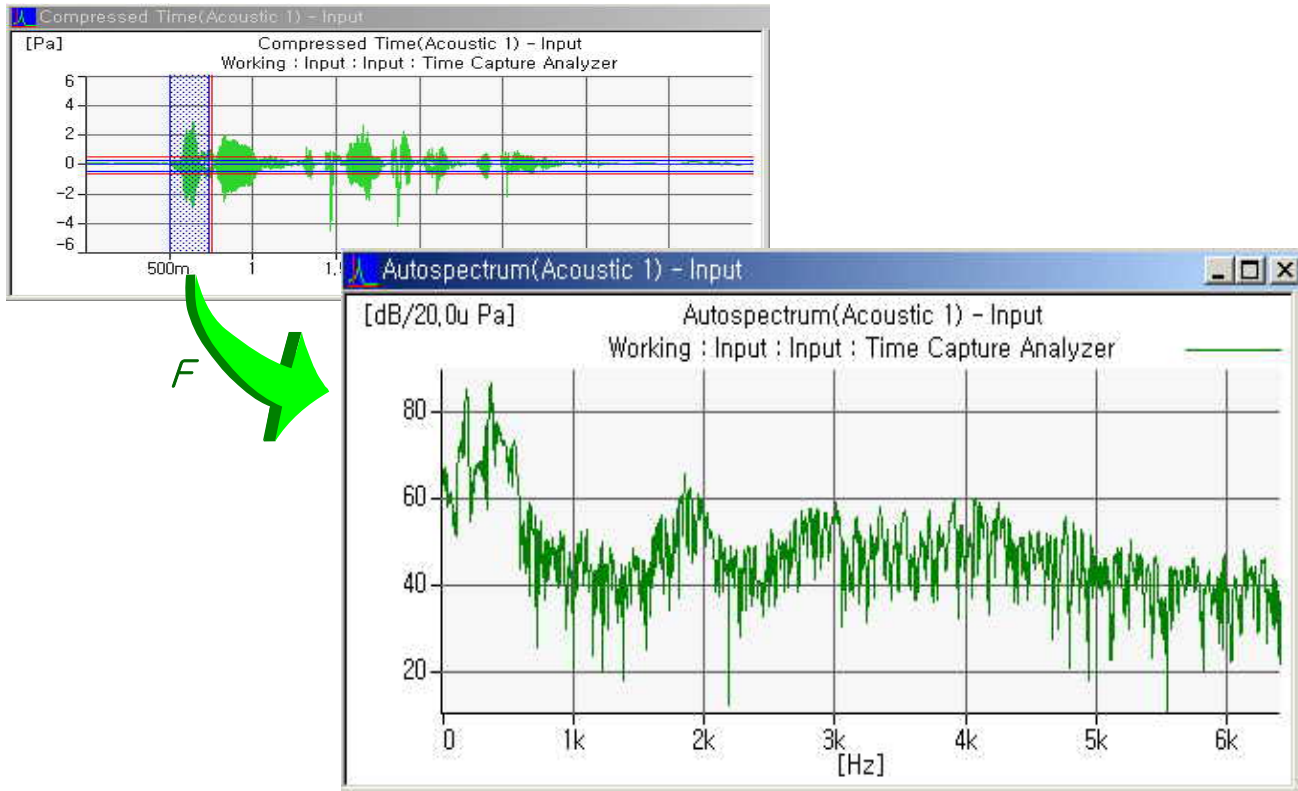 Compressed Time(Acoustic 1) - Input
[Pa]
Compressed Time(Acoustic 1) - Input
Working : Input : Input : Time Capture Analyzer
6
4
2
0
-2
-4
-6
500m 1 1,
F
Autospectrum(Acoustic 1) - Input
[dB/20,0u Pa]
Autospectrum(Acoustic 1) - Input
Working : Input : Input : Time Capture Analyzer
80
60
40
20
0 1k 2k 3k 4k 5k 6k
[Hz]